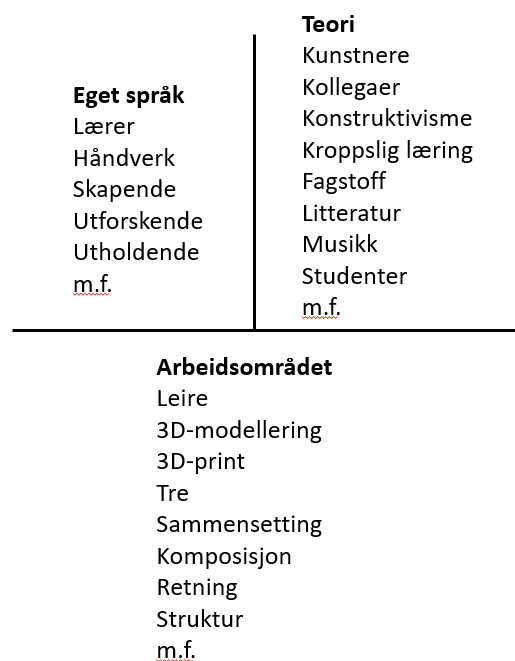 Eget språk
Lærer
Håndverk
Skapende
Utforskende
Utholdende
m.f.
Teori
Kunstnere
Kollegaer
Konstruktivisme
Kroppslig læring
Fagstoff
Litteratur
Musikk
Studenter
m.f.
Arbeidsområdet
Leire
3D-modellering
3D-print
Tre
Sammensetting
Komposisjon
Retning
Struktur
m.f.